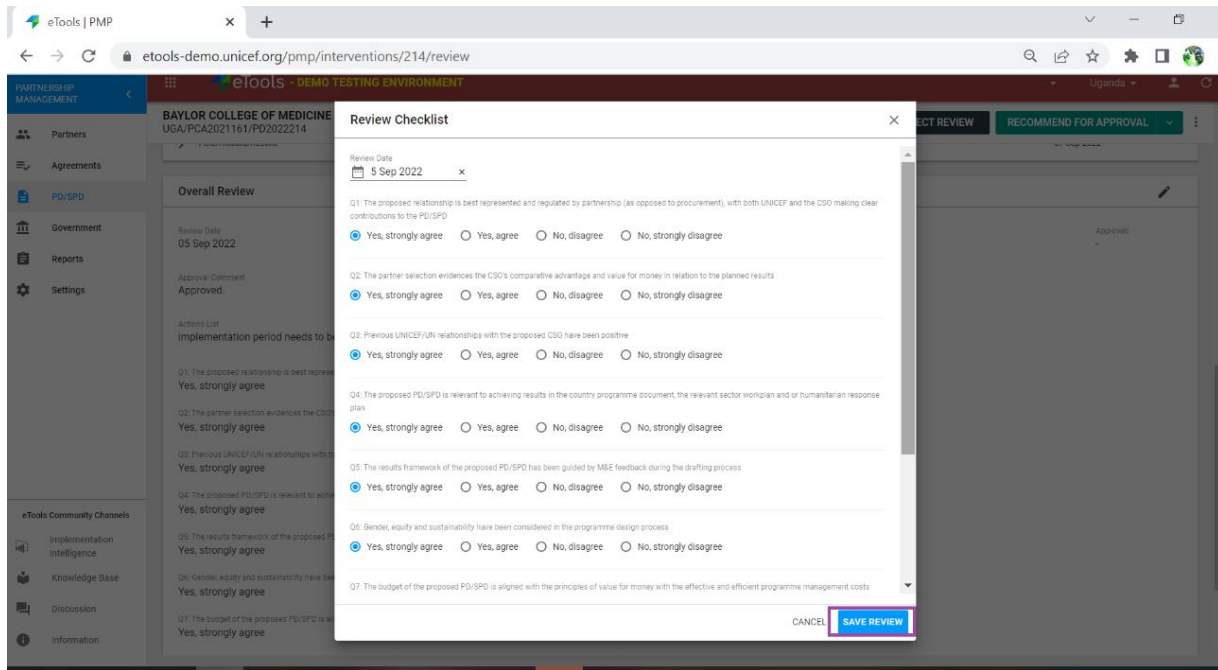 eTools | PMP
etools-demo.unicef.org/pmp/interventions/214/review
PARTNERSHIP
MANAGEMENT
eTools - DEMO TESTING ENVIRONMENT
Uganda
BAYLOR COLLEGE OF MEDICINE
UGA/PCA2021161/PD2022214
ECT REVIEW
RECOMMEND FOR APPROVAL
Partners
Agreements
PD/SPD
Government
Reports
Settings
eTools Community Channels
Implementation
Intelligence
Knowledge Base
Discussion
Information
Overall Review
Review Date
05 Sep 2022
Approved
-
Approval Comment
Approved.
Actions List
implementation period needs to b
Q1: The proposed relationship is best represe
Yes, strongly agree
Q2: The partner selection evidences the CSO's
Yes, strongly agree
Q3: Previous UNICEF/UN relationships with th
Yes, strongly agree
Q4: The proposed PD/SPD is relevant to achie
Yes, strongly agree
Q5: The results framework of the proposed P
Yes, strongly agree
Q6: Gender, equity and sustainability have bee
Yes, strongly agree
Q7: The budget of the proposed PD/SPD is al
Yes, strongly agree
Review Checklist
Review Date
5 Sep 2022
Q1: The proposed relationship is best represented and regulated by partnership (as opposed to procurement), with both UNICEF and the CSO making clear
contributions to the PD/SPD
Yes, strongly agree Yes, agree No, disagree No, strongly disagree
Q2: The partner selection evidences the CSO's comparative advantage and value for money in relation to the planned results
Yes, strongly agree Yes, agree No, disagree No, strongly disagree
Q3: Previous UNICEF/UN relationships with the proposed CSO have been positive
Yes, strongly agree Yes, agree No, disagree No, strongly disagree
Q4: The proposed PD/SPD is relevant to achieving results in the country programme document, the relevant sector workplan and or humanitarian response
plan
Yes, strongly agree Yes, agree No, disagree No, strongly disagree
Q5: The results framework of the proposed PD/SPD has been guided by M&E feedback during the drafting process
Yes, strongly agree Yes, agree No, disagree No, strongly disagree
Q6: Gender, equity and sustainability have been considered in the programme design process
Yes, strongly agree Yes, agree No, disagree No, strongly disagree
Q7: The budget of the proposed PD/SPD is aligned with the principles of value for money with the effective and efficient programme management costs
CANCEL
SAVE REVIEW